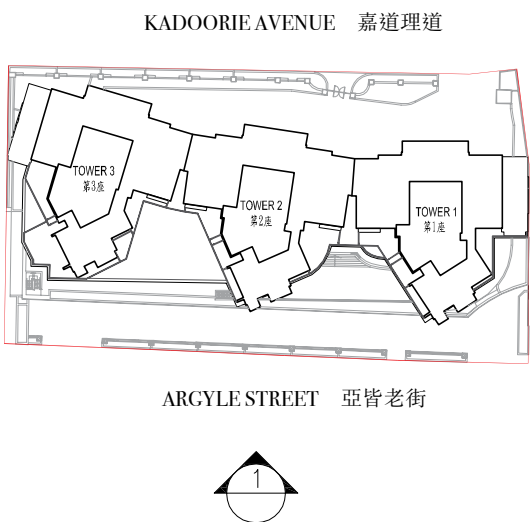 KADOORIE AVENUE 嘉道理道
TOWER 3
第3座
TOWER 2
第2座
TOWER 1
第1座
ARGYLE STREET 亞皆老街
1